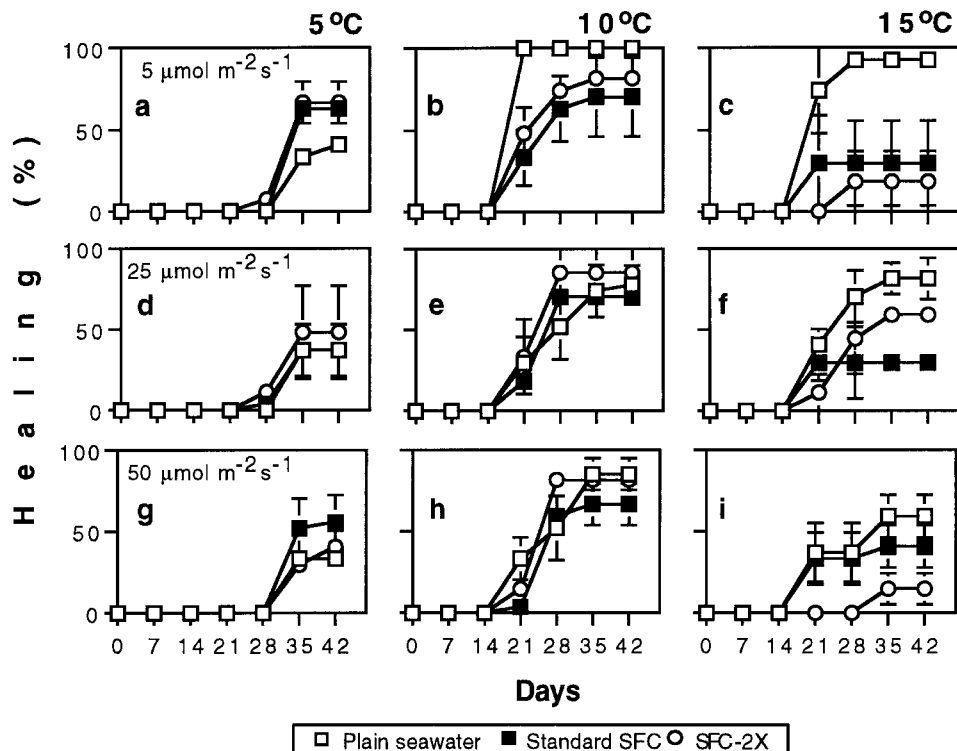 5°C 10°C 15°C
Healing (%)
100 50 0
5 µmol m-2 s-1
a b c
100 50 0
25 µmol m-2 s-1
d e f
100 50 0
50 µmol m-2 s-1
g h i
0 7 14 21 28 35 42 0 7 14 21 28 35 42 0 7 14 21 28 35 42
Days
Plain seawater Standard SFC SFC-2X